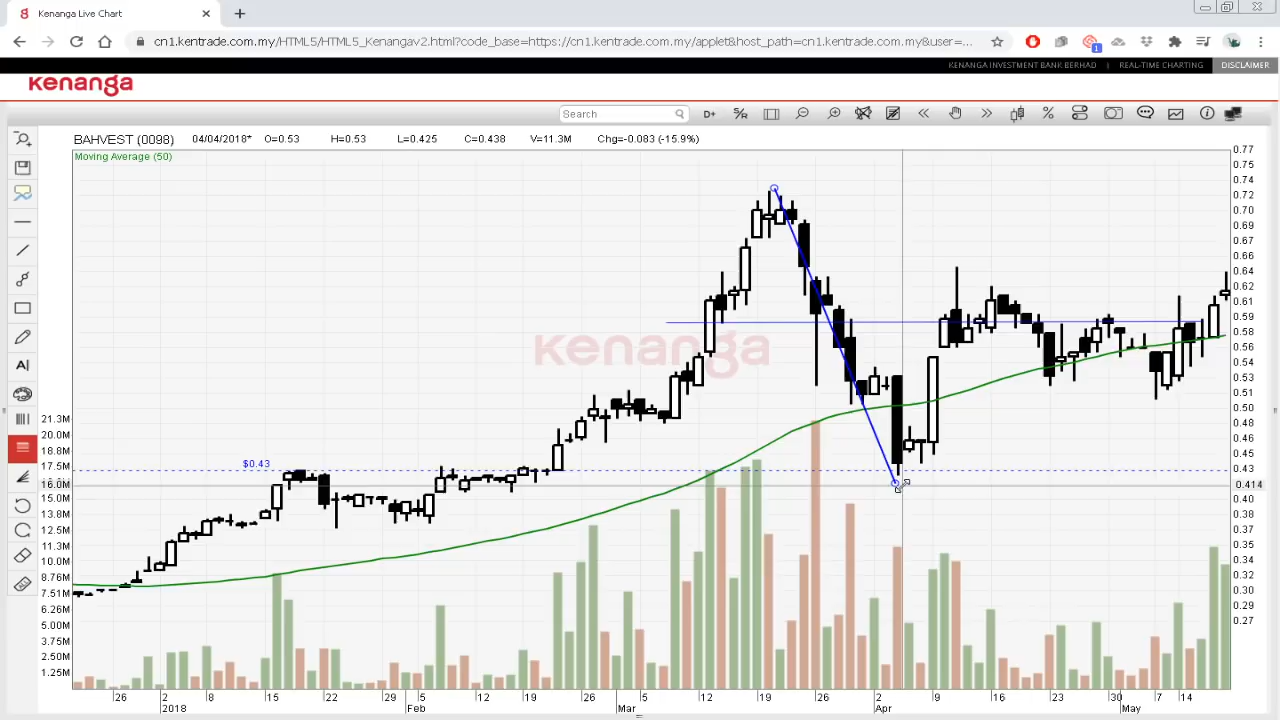 Kenanga Live Chart
cn1.kentrade.com.my/HTML5/HTML5_Kenangav2.html?code_base=https://cn1.kentrade.com.my/applet&host_path=cn1.kentrade.com.my&user=...
1
KENANGA INVESTMENT BANK BERHAD | REAL-TIME CHARTING DISCLAIMER
kenanga
Search
D+
BAHVEST (0098) 04/04/2018* O=0.53 H=0.53 L=0.425 C=0.438 V=11.3M Chg=-0.083 (-15.9%)
Moving Average (50)
0.77
0.75
0.74
0.72
0.70
0.69
0.67
0.66
0.64
0.62
0.61
0.59
0.58
0.56
0.54
0.53
0.51
0.50
0.48
0.46
0.45
0.43
0.414
0.40
0.38
0.37
0.35
0.34
0.32
0.30
0.29
0.27
kenanga
$0.43
A
21.3M
20.0M
18.8M
17.5M
16.0M
15.0M
13.8M
12.5M
11.3M
10.0M
8.76M
7.51M
6.26M
5.00M
3.75M
2.50M
1.25M
26 2 8 15 22 29 5 12 19 26 5 12 19 26 2 9 16 23 30 7 14
2018 Feb Mar Apr May